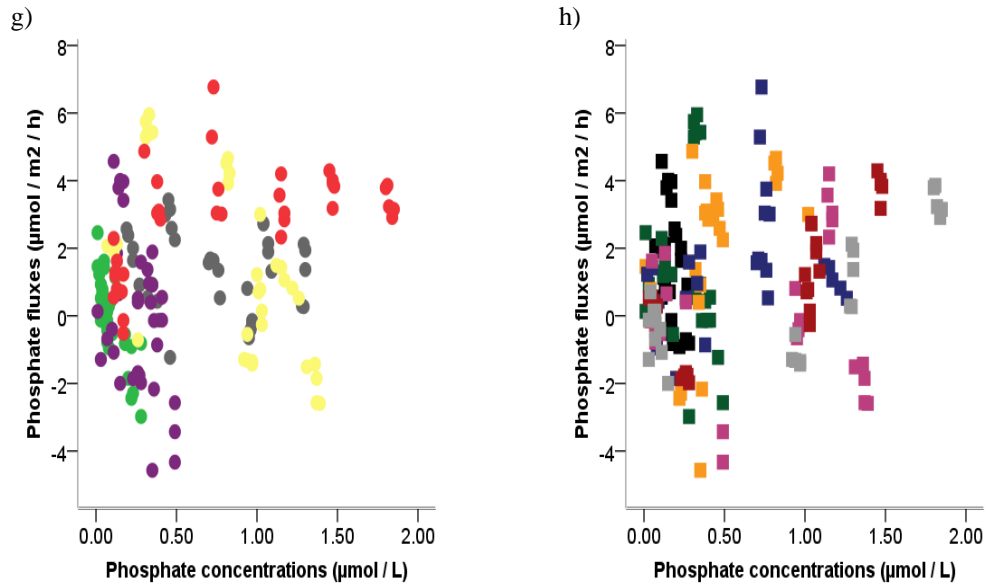 g)
8
6
4
2
0
-2
-4
Phosphate fluxes (µmol / m2 / h)
0.00 0.50 1.00 1.50 2.00
Phosphate concentrations (µmol / L)
h)
8
6
4
2
0
-2
-4
Phosphate fluxes (µmol / m2 / h)
0.00 0.50 1.00 1.50 2.00
Phosphate concentrations (µmol / L)